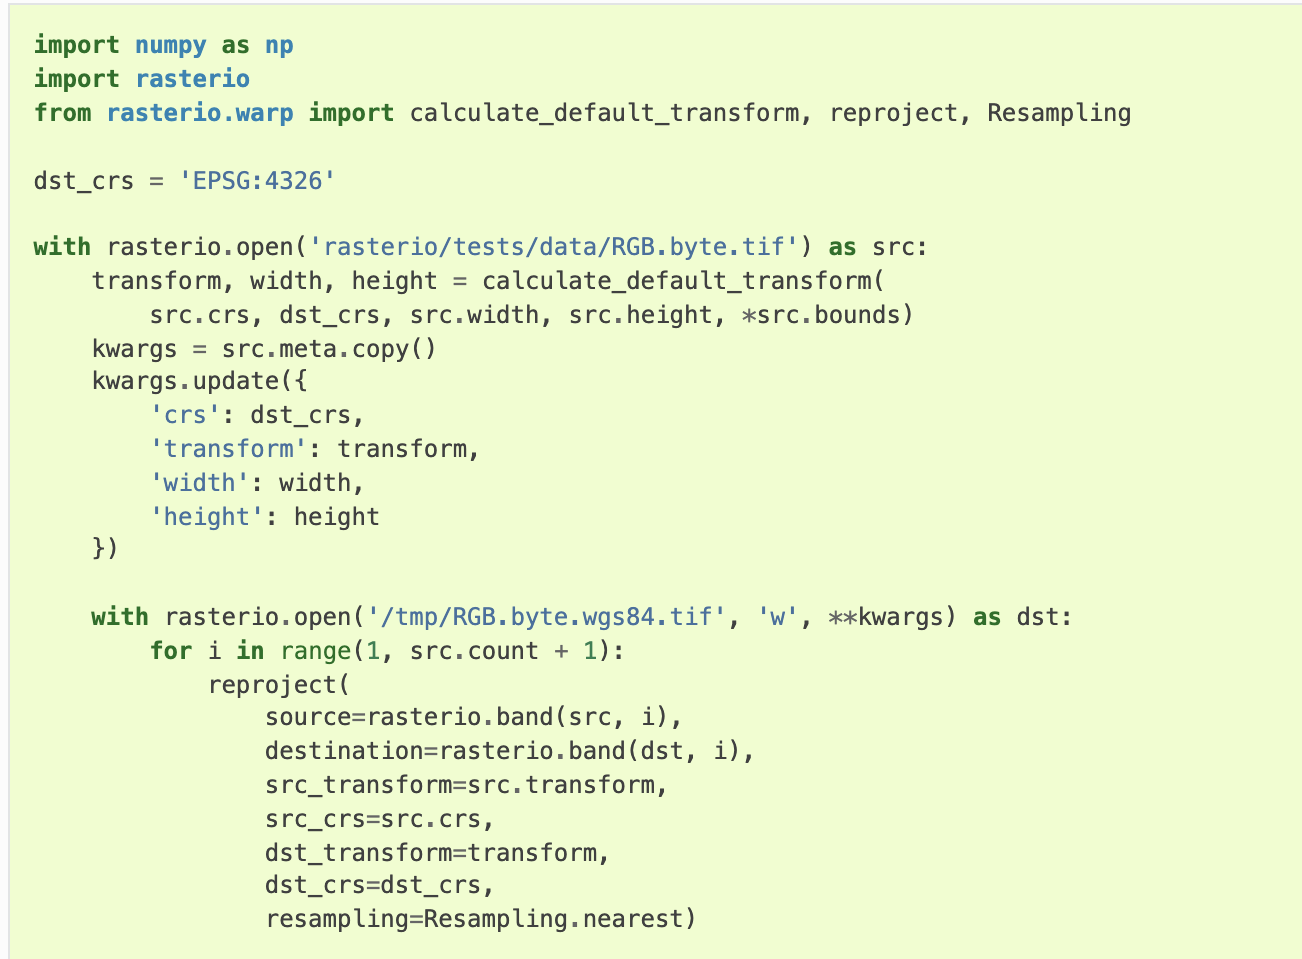 import numpy as np
import rasterio
from rasterio.warp import calculate_default_transform, reproject, Resampling

dst_crs = 'EPSG:4326'

with rasterio.open('rasterio/tests/data/RGB.byte.tif') as src:
    transform, width, height = calculate_default_transform(
        src.crs, dst_crs, src.width, src.height, *src.bounds)
    kwargs = src.meta.copy()
    kwargs.update({
        'crs': dst_crs,
        'transform': transform,
        'width': width,
        'height': height
    })

    with rasterio.open('/tmp/RGB.byte.wgs84.tif', 'w', **kwargs) as dst:
        for i in range(1, src.count + 1):
            reproject(
                source=rasterio.band(src, i),
                destination=rasterio.band(dst, i),
                src_transform=src.transform,
                src_crs=src.crs,
                dst_transform=transform,
                dst_crs=dst_crs,
                resampling=Resampling.nearest)